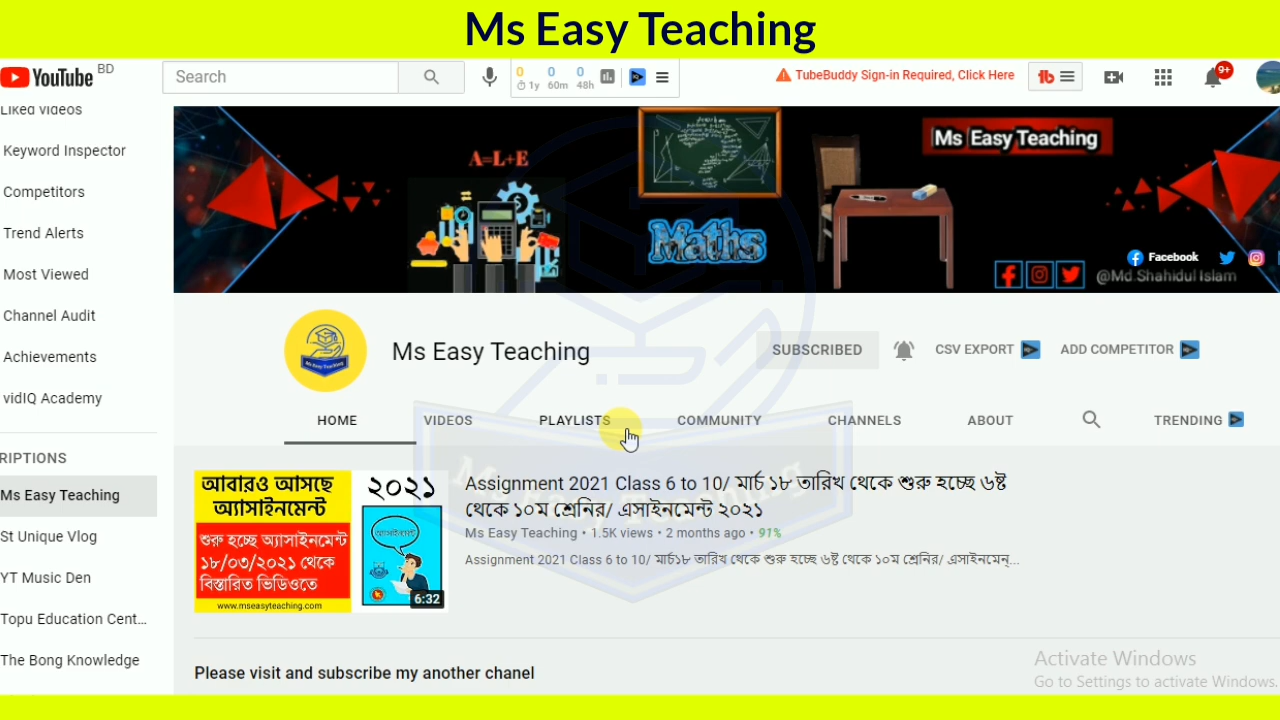 Ms Easy Teaching
YouTube BD
Search
0 0 0
1y 60m 48h
TubeBuddy Sign-in Required, Click Here
9+
Liked videos
Keyword Inspector
Competitors
Trend Alerts
Most Viewed
Channel Audit
Achievements
vidIQ Academy
RIPTIONS
Ms Easy Teaching
St Unique Vlog
YT Music Den
Topu Education Cent...
The Bong Knowledge
A=L+E
Maths
Ms Easy Teaching
Facebook
@Md.Shahidul Islam
Ms Easy Teaching
SUBSCRIBED
CSV EXPORT
ADD COMPETITOR
HOME
VIDEOS
PLAYLISTS
COMMUNITY
CHANNELS
ABOUT
TRENDING
আবারও আসছে
অ্যাসাইনমেন্ট
শুরু হচ্ছে অ্যাসাইনমেন্ট
১৮/০৩/২০২১ থেকে
বিস্তারিত ভিডিওতে
www.mseasyteaching.com
২০২১
6:32
Assignment 2021 Class 6 to 10/ মার্চ ১৮ তারিখ থেকে শুরু হচ্ছে ৬ষ্ট
থেকে ১০ম শ্রেনির/ এসাইনমেন্ট ২০২১
Ms Easy Teaching • 1.5K views • 2 months ago • 91%
Assignment 2021 Class 6 to 10/ মার্চ১৮ তারিখ থেকে শুরু হচ্ছে ৬ষ্ট থেকে ১০ম শ্রেনির/ এসাইনমেন্...
Ms Easy Teaching
Please visit and subscribe my another chanel
Activate Windows
Go to Settings to activate Windows.